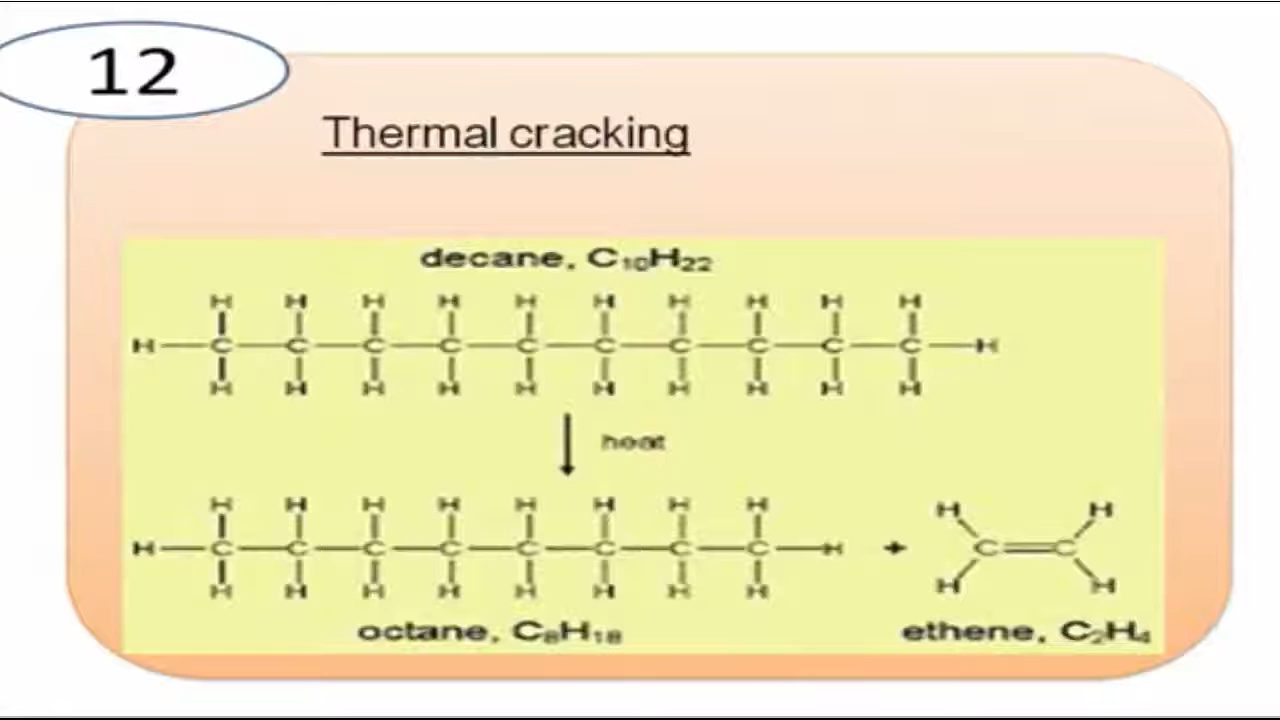 12
Thermal cracking
decane, C₁₀H₂₂
H H H H H H H H H H
H C C C C C C C C C C H
H H H H H H H H H H
heat
H H H H H H H H H H
H C C C C C C C C H + C C
H H H H H H H H H H
octane, C₈H₁₈ ethene, C₂H₄